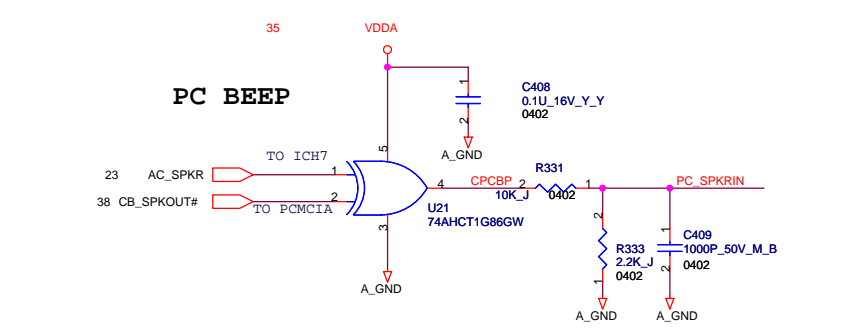 35
VDDA
PC BEEP
1
C408
0.1U_16V_Y_Y
0402
2
A_GND
5
TO ICH7
23 AC_SPKR
1
38 CB_SPKOUT#
2
TO PCMCIA
4
CPCBP
2
R331
1
10K_J
0402
PC_SPKRIN
U21
74AHCT1G86GW
3
A_GND
2
R333
2.2K_J
0402
1
A_GND
1
C409
1000P_50V_M_B
0402
2
A_GND